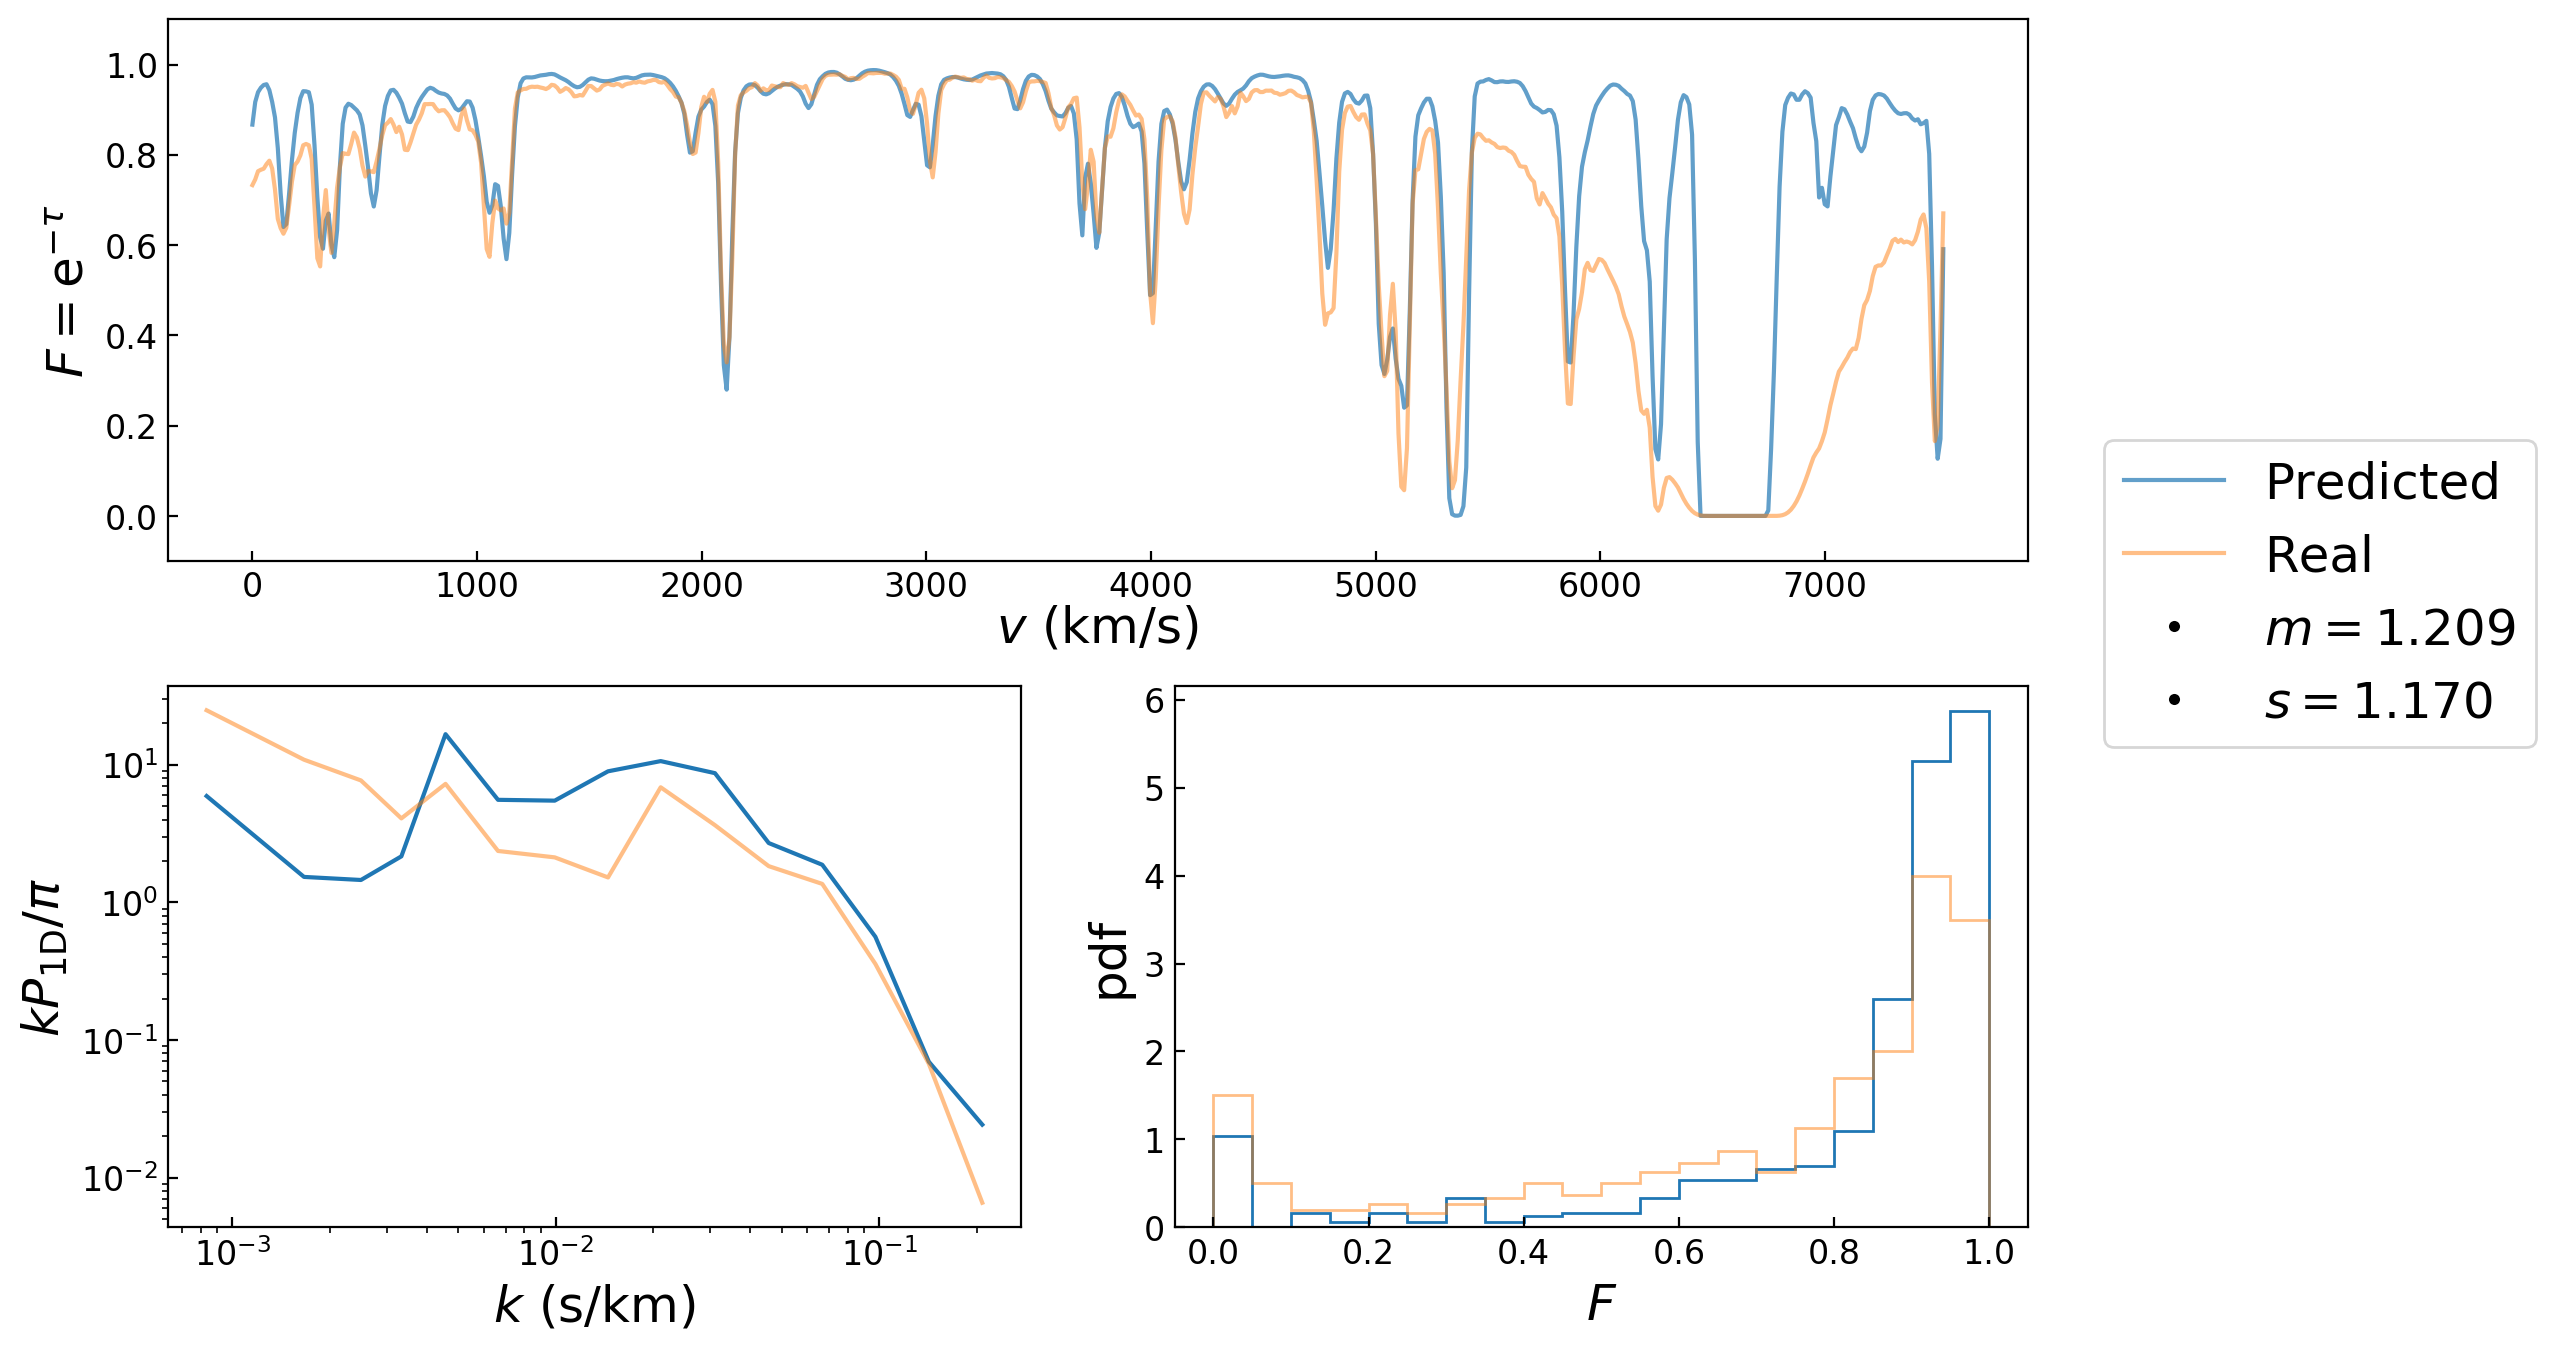 F = e^{−τ}
1.0
0.8
0.6
0.4
0.2
0.0
0 1000 2000 3000 4000 5000 6000 7000
v (km/s)
Predicted
Real
m = 1.209
s = 1.170
kP_{1D}/π
10^1
10^0
10^{−1}
10^{−2}
10^{−3} 10^{−2} 10^{−1}
k (s/km)
pdf
6
5
4
3
2
1
0
0.0 0.2 0.4 0.6 0.8 1.0
F